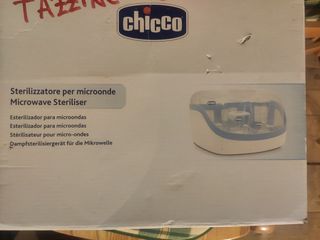 TAZZINE
chicco
Sterilizzatore per microonde
Microwave Steriliser
Esterilizador para microondas
Esterilizador para microondas
Stérilisateur pour micro-ondes
Dampfsterilisiergerät für die Mikrowelle